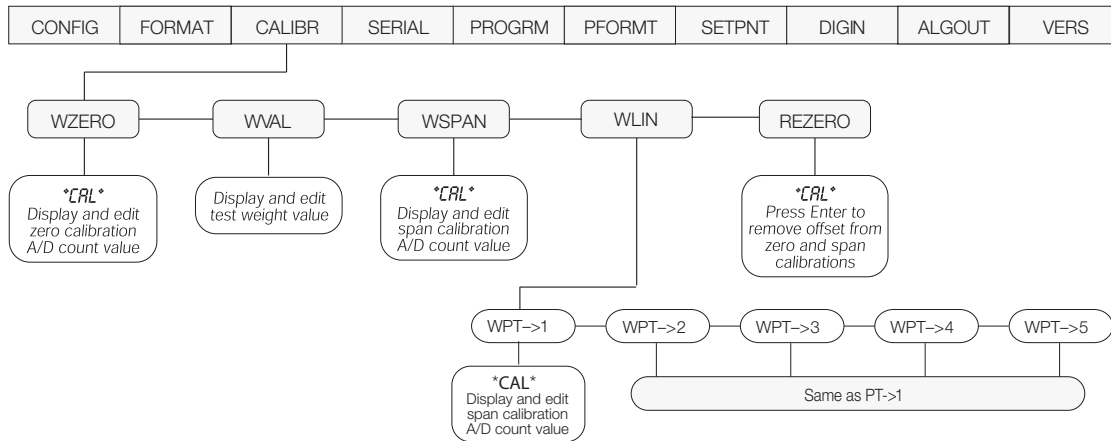 CONFIG FORMAT CALIBR SERIAL PROGRM PFORMT SETPNT DIGIN ALGOUT VERS
WZERO WVAL WSPAN WLIN REZERO
*CAL*
Display and edit
zero calibration
A/D count value
Display and edit
test weight value
*CAL*
Display and edit
span calibration
A/D count value
*CAL*
Press Enter to
remove offset from
zero and span
calibrations
WPT–>1 WPT–>2 WPT–>3 WPT–>4 WPT–>5
*CAL*
Display and edit
span calibration
A/D count value
Same as PT->1